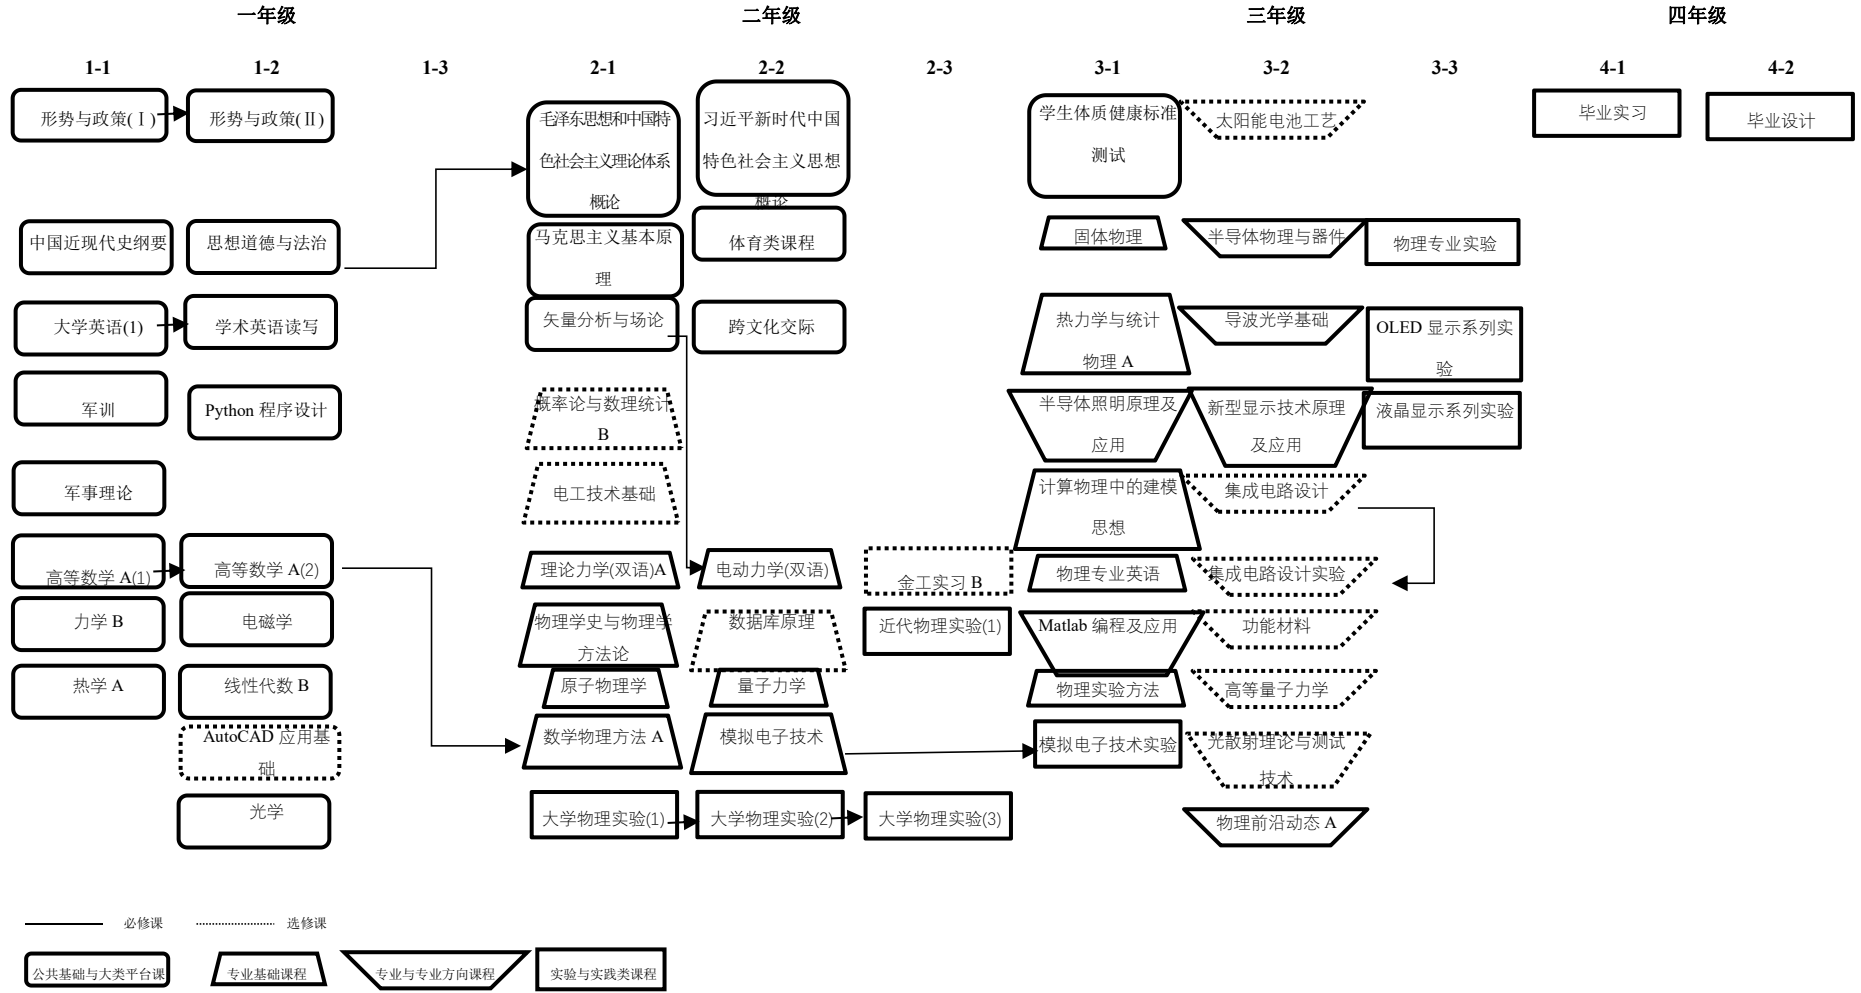 一年级
二年级
三年级
四年级
1-1
1-2
1-3
2-1
2-2
2-3
3-1
3-2
3-3
4-1
4-2
形势与政策(Ⅰ)
形势与政策(Ⅱ)
毛泽东思想和中国特
色社会主义理论体系
概论
习近平新时代中国
特色社会主义思想
概论
学生体质健康标准
测试
太阳能电池工艺
毕业实习
毕业设计
中国近现代史纲要
思想道德与法治
马克思主义基本原
理
体育类课程
固体物理
半导体物理与器件
物理专业实验
大学英语(1)
学术英语读写
矢量分析与场论
跨文化交际
热力学与统计
物理 A
导波光学基础
OLED 显示系列实
验
军训
Python 程序设计
概率论与数理统计
B
半导体照明原理及
应用
新型显示技术原理
及应用
液晶显示系列实验
军事理论
电工技术基础
计算物理中的建模
思想
集成电路设计
高等数学 A(1)
高等数学 A(2)
理论力学(双语)A
电动力学(双语)
金工实习 B
物理专业英语
集成电路设计实验
力学 B
电磁学
物理学史与物理学
方法论
数据库原理
近代物理实验(1)
Matlab 编程及应用
功能材料
热学 A
线性代数 B
原子物理学
量子力学
物理实验方法
高等量子力学
AutoCAD 应用基
础
数学物理方法 A
模拟电子技术
模拟电子技术实验
光散射理论与测试
技术
光学
大学物理实验(1)
大学物理实验(2)
大学物理实验(3)
物理前沿动态 A
必修课
选修课
公共基础与大类平台课
专业基础课程
专业与专业方向课程
实验与实践类课程